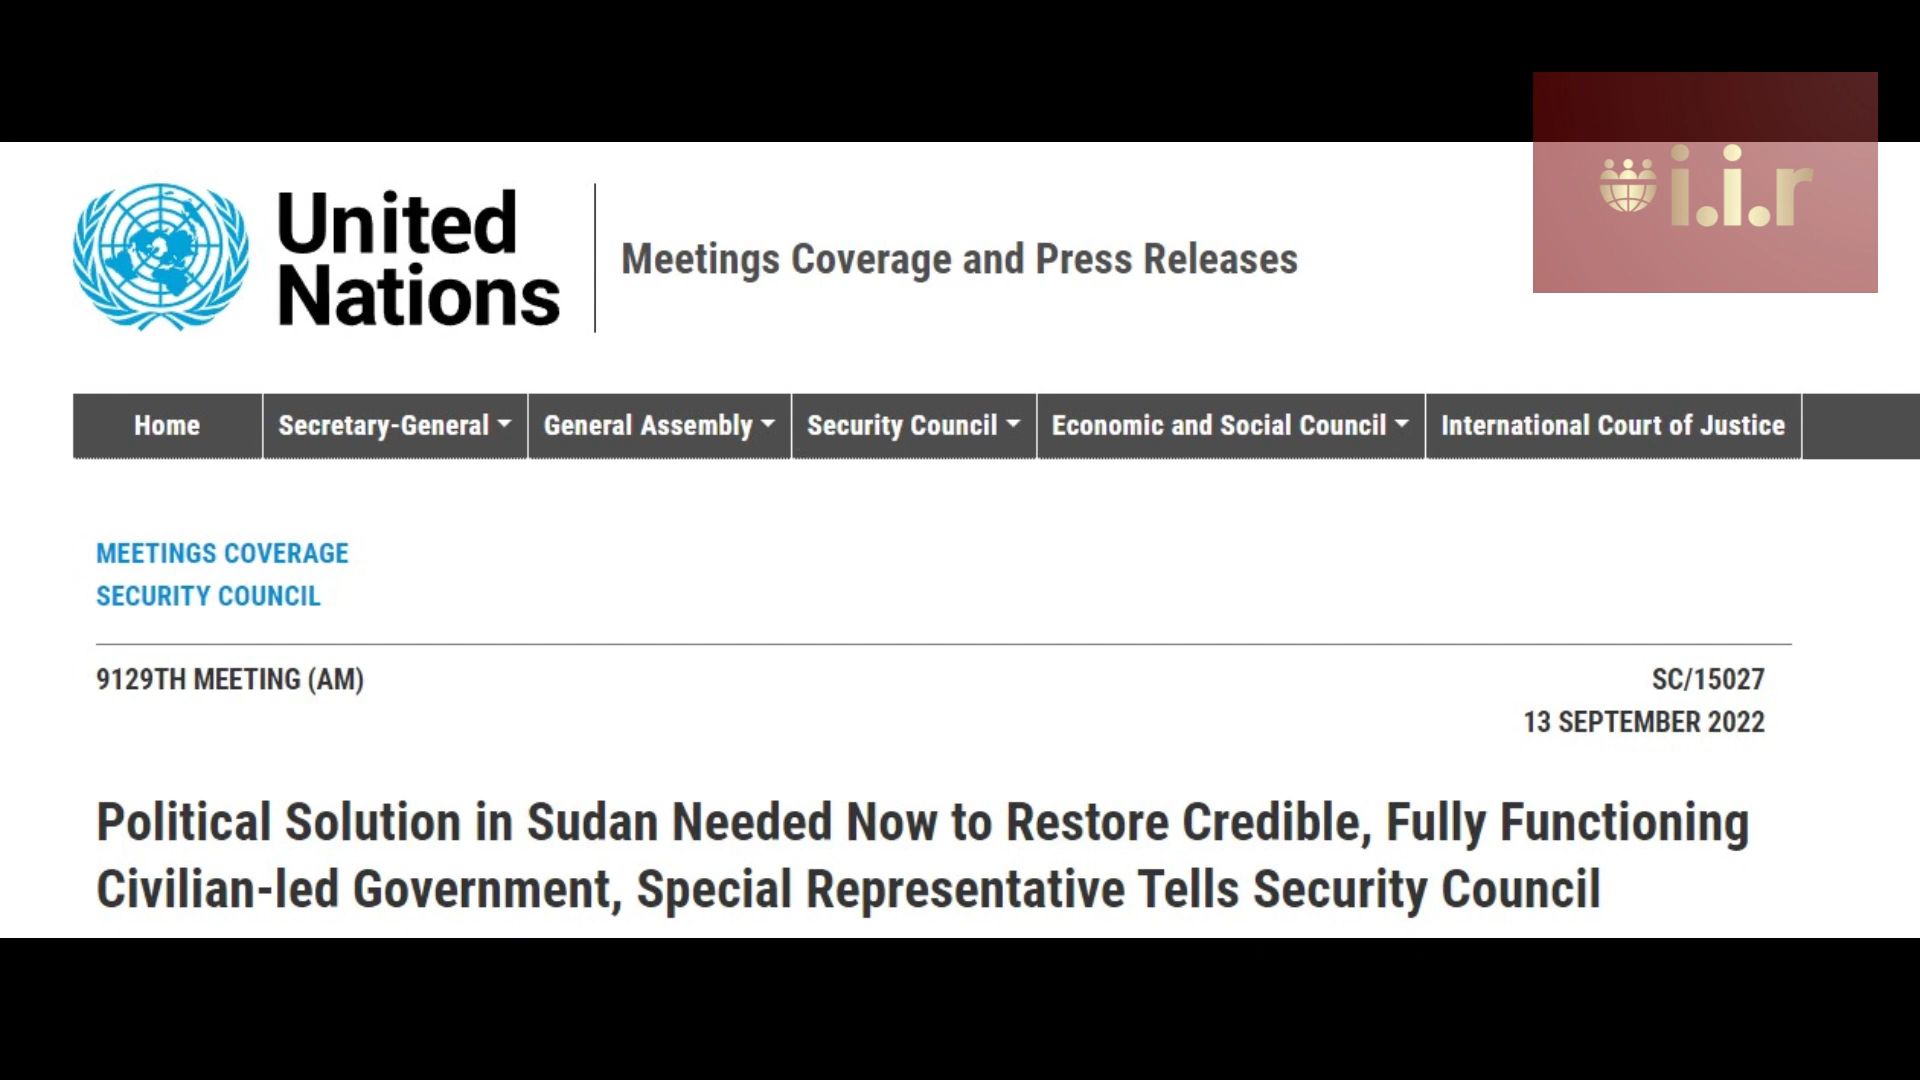 United
Nations
Meetings Coverage and Press Releases
i.i.r
Home Secretary-General General Assembly Security Council Economic and Social Council International Court of Justice
MEETINGS COVERAGE
SECURITY COUNCIL
9129TH MEETING (AM) SC/15027
13 SEPTEMBER 2022
Political Solution in Sudan Needed Now to Restore Credible, Fully Functioning
Civilian-led Government, Special Representative Tells Security Council